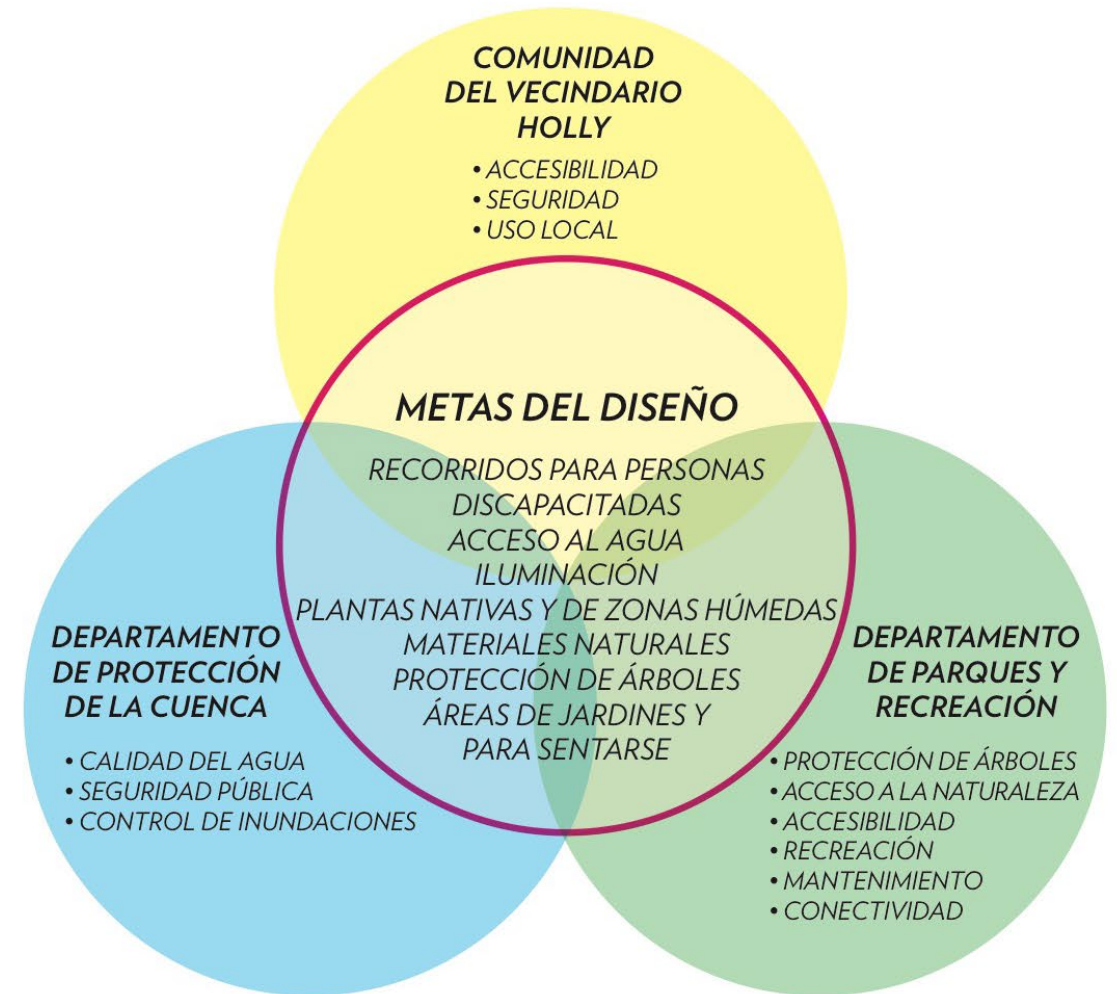 COMUNIDAD
DEL VECINDARIO
HOLLY
• ACCESIBILIDAD
• SEGURIDAD
• USO LOCAL
METAS DEL DISEÑO
RECORRIDOS PARA PERSONAS
DISCAPACITADAS
ACCESO AL AGUA
ILUMINACIÓN
PLANTAS NATIVAS Y DE ZONAS HÚMEDAS
MATERIALES NATURALES
PROTECCIÓN DE ÁRBOLES
ÁREAS DE JARDINES Y
PARA SENTARSE
DEPARTAMENTO
DE PROTECCIÓN
DE LA CUENCA
• CALIDAD DEL AGUA
• SEGURIDAD PÚBLICA
• CONTROL DE INUNDACIONES
DEPARTAMENTO
DE PARQUES Y
RECREACIÓN
• PROTECCIÓN DE ÁRBOLES
• ACCESO A LA NATURALEZA
• ACCESIBILIDAD
• RECREACIÓN
• MANTENIMIENTO
• CONECTIVIDAD